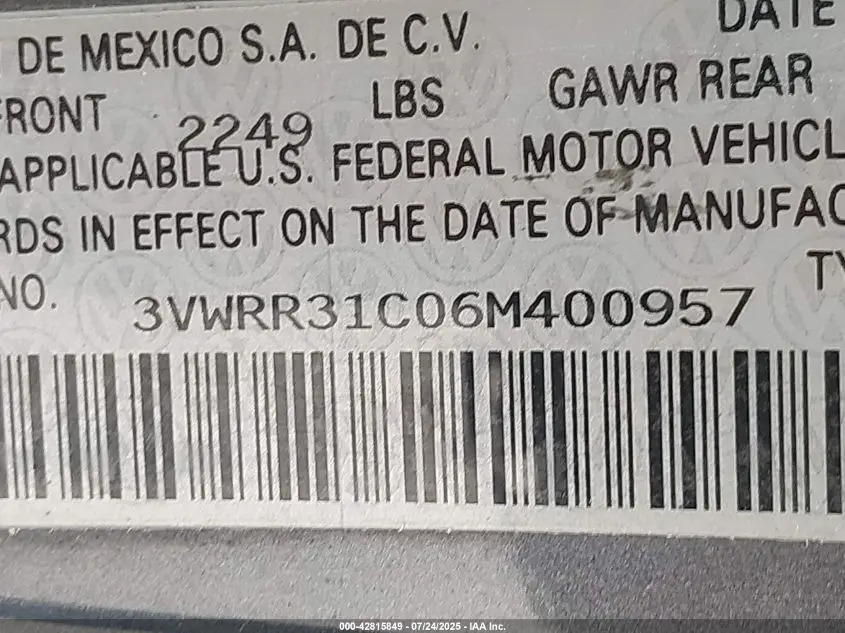 DE MEXICO S.A. DE C.V. DATE
FRONT 2249 LBS GAWR REAR
APPLICABLE U.S. FEDERAL MOTOR VEHICL
RDS IN EFFECT ON THE DATE OF MANUFAC
NO. 3VWRR31C06M400957 TY
000-42815849 - 07/24/2025 - IAA Inc.